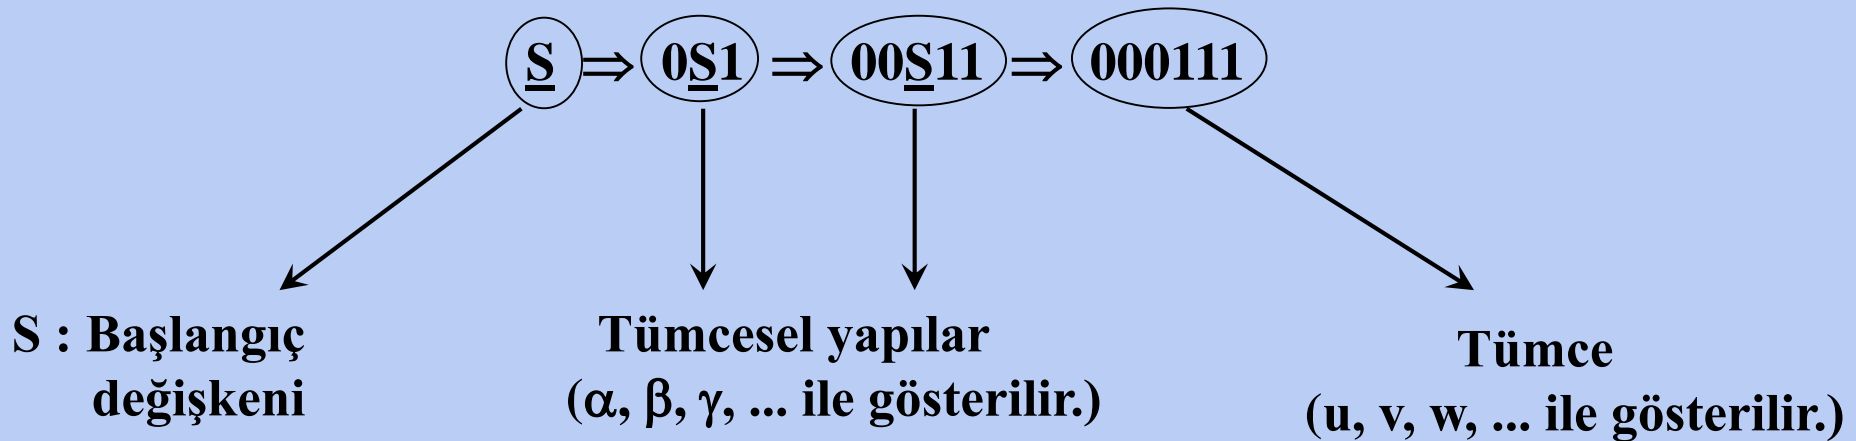 S ⇒ 0S1 ⇒ 00S11 ⇒ 000111
S : Başlangıç
değişkeni
Tümcesel yapılar
(α, β, γ, ... ile gösterilir.)
Tümce
(u, v, w, ... ile gösterilir.)